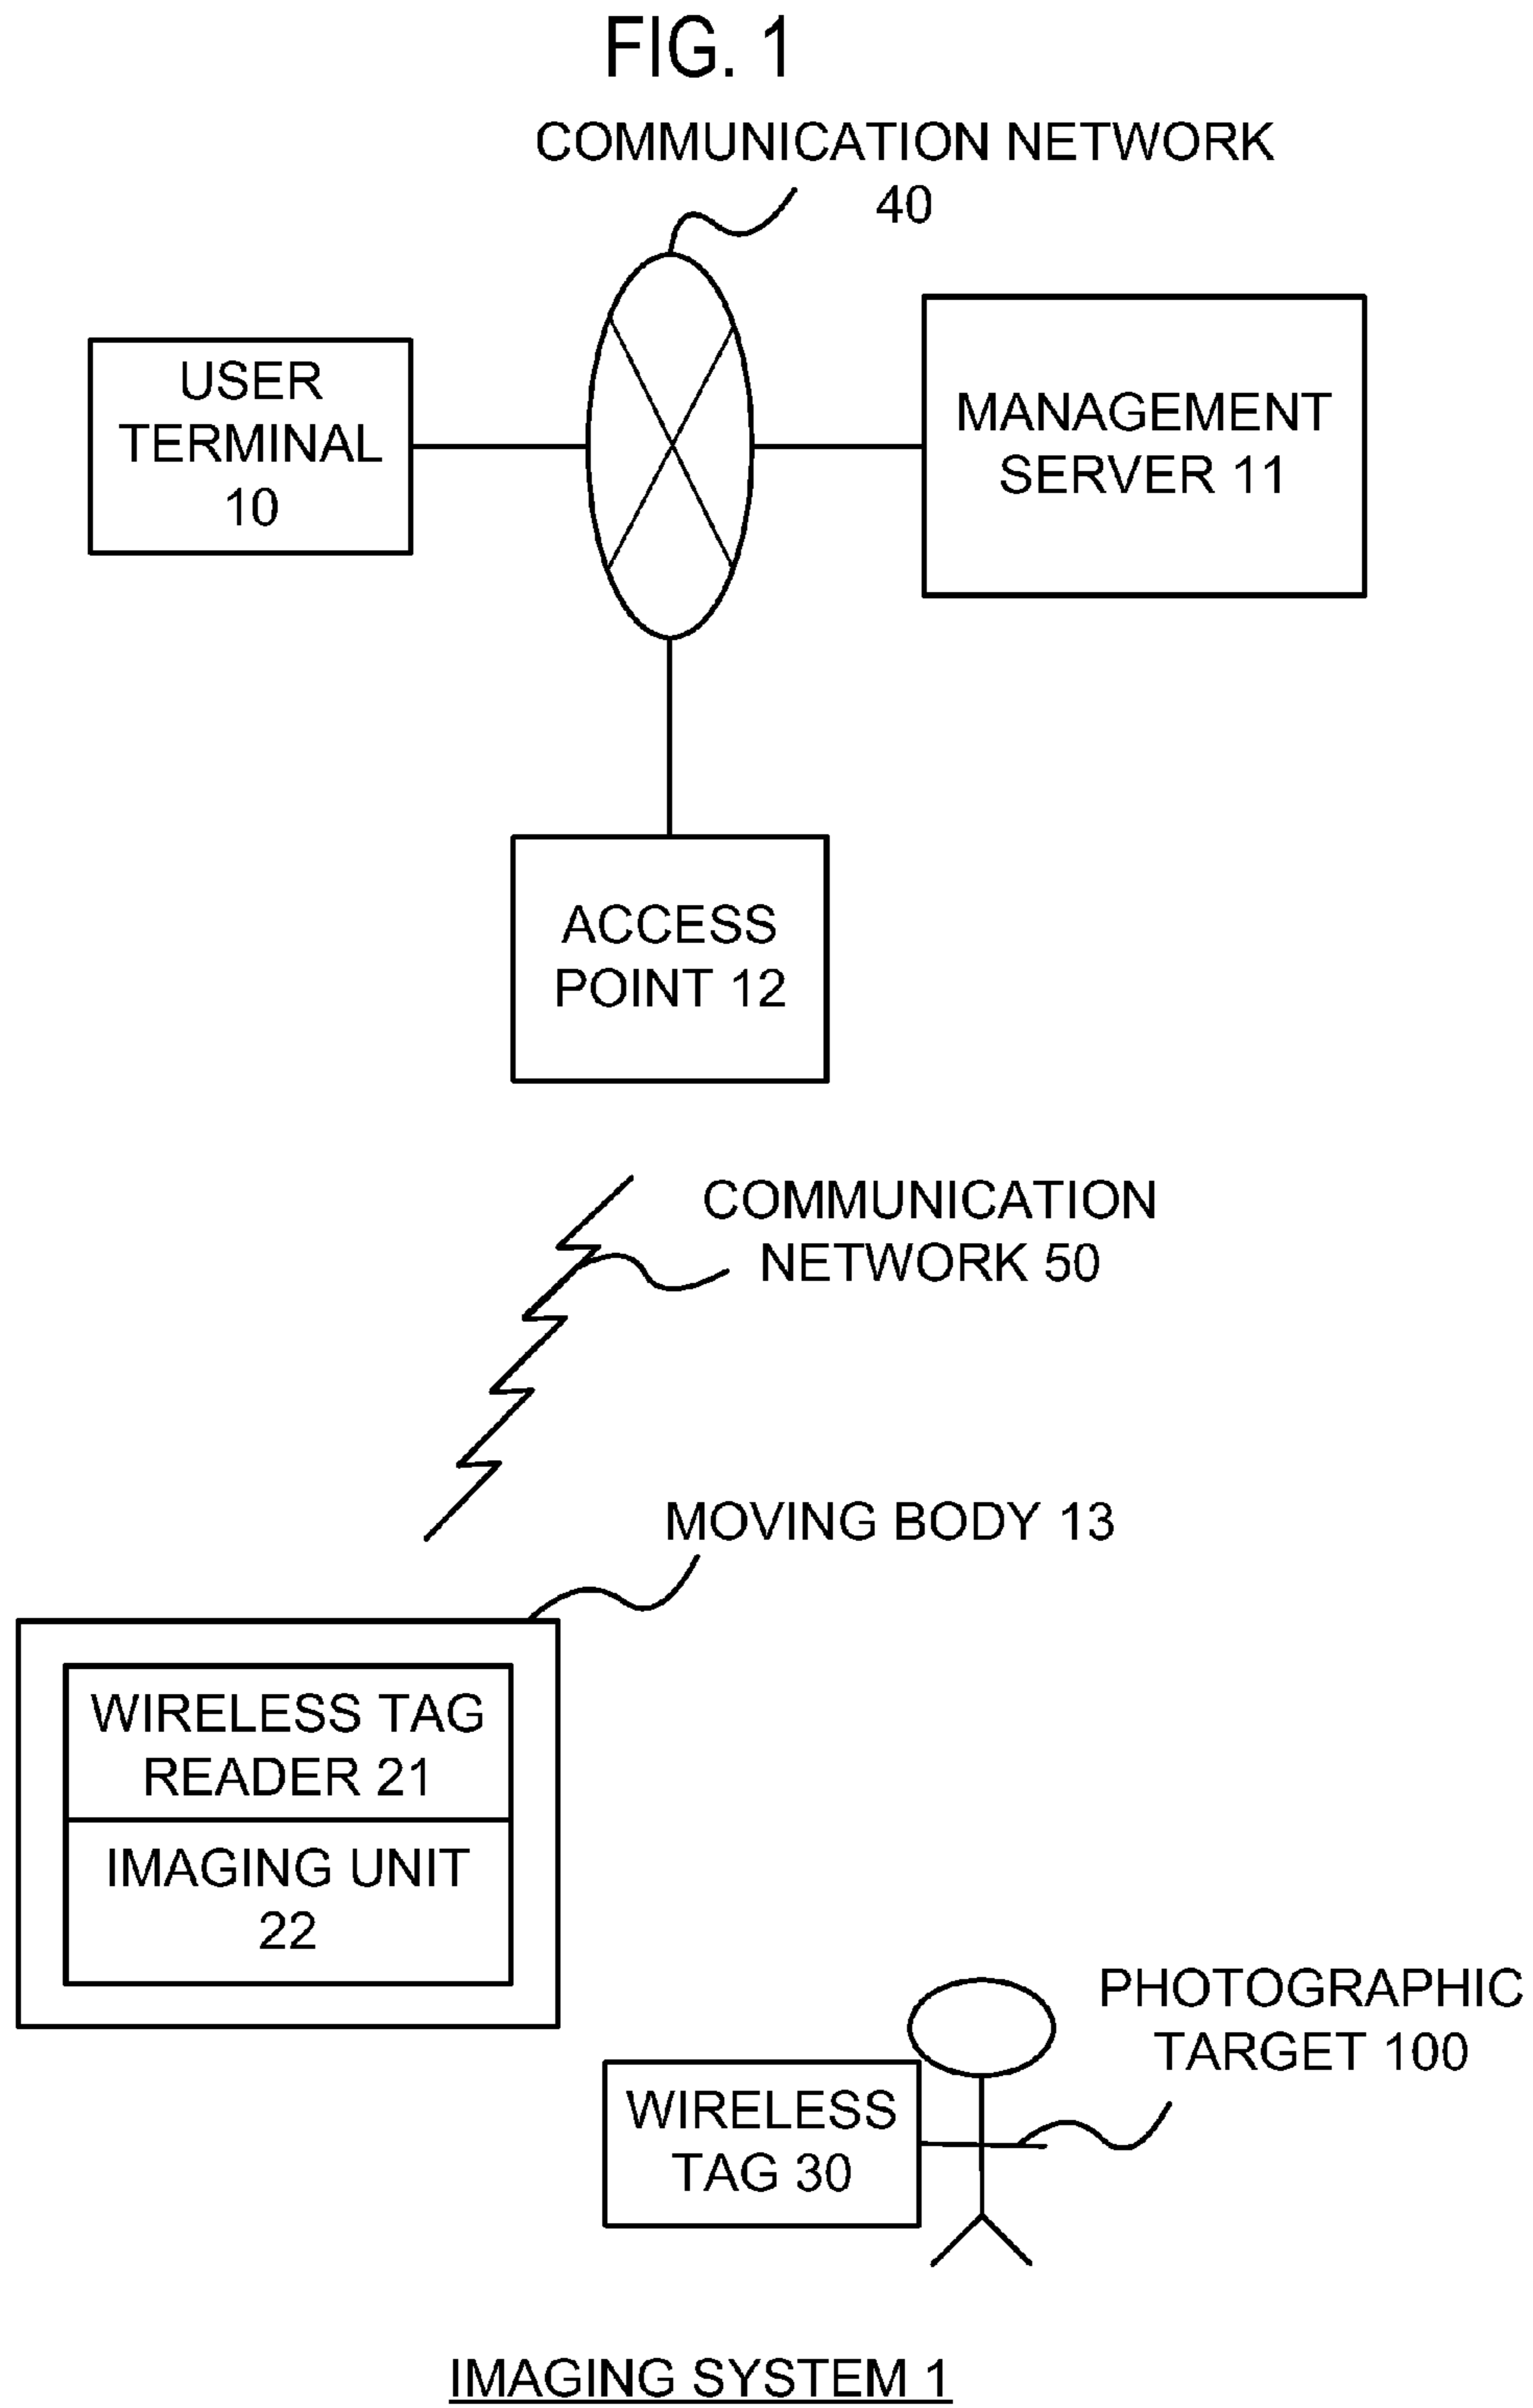 FIG. 1
COMMUNICATION NETWORK
40
USER
TERMINAL
10
MANAGEMENT
SERVER 11
ACCESS
POINT 12
COMMUNICATION
NETWORK 50
MOVING BODY 13
WIRELESS TAG
READER 21
IMAGING UNIT
22
PHOTOGRAPHIC
TARGET 100
WIRELESS
TAG 30
IMAGING SYSTEM 1